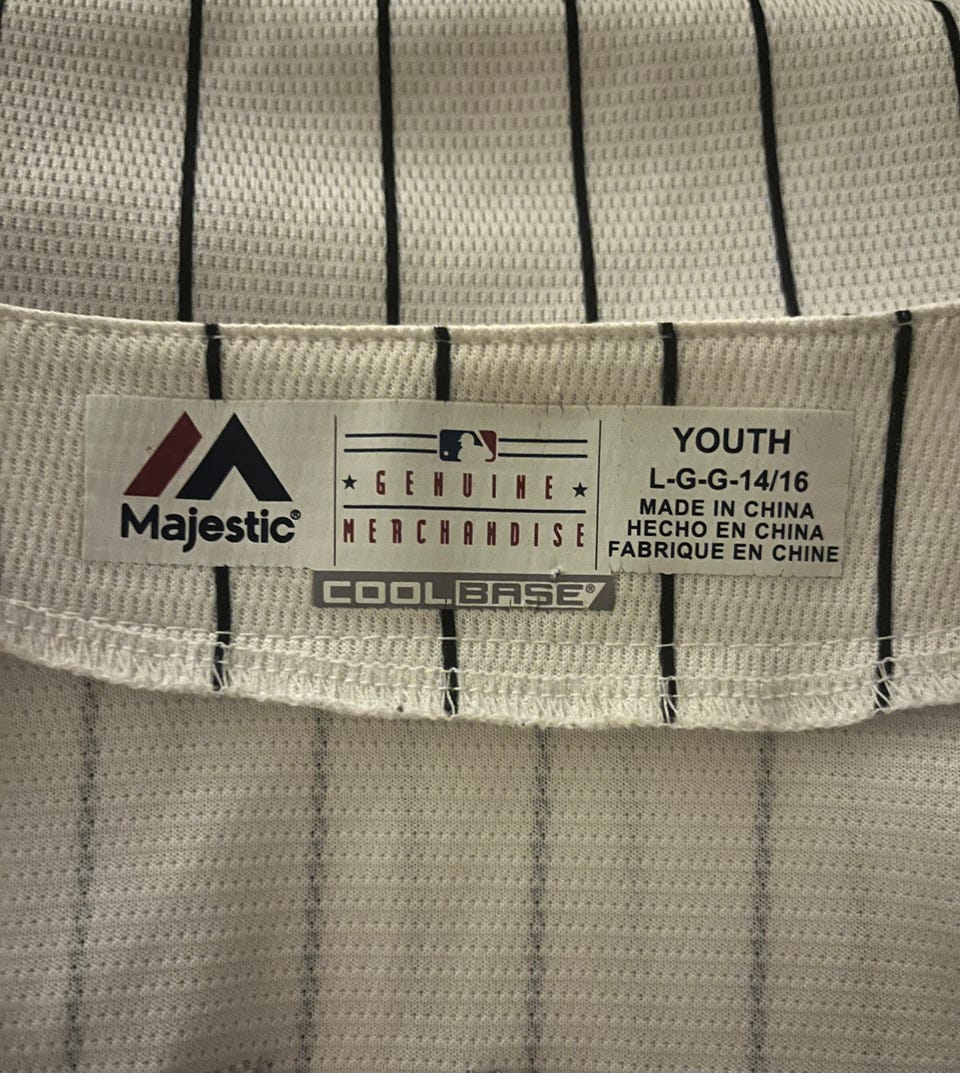 Majestic®
GENUINE
MERCHANDISE
YOUTH
L-G-G-14/16
MADE IN CHINA
HECHO EN CHINA
FABRIQUE EN CHINE
COOL BASE®